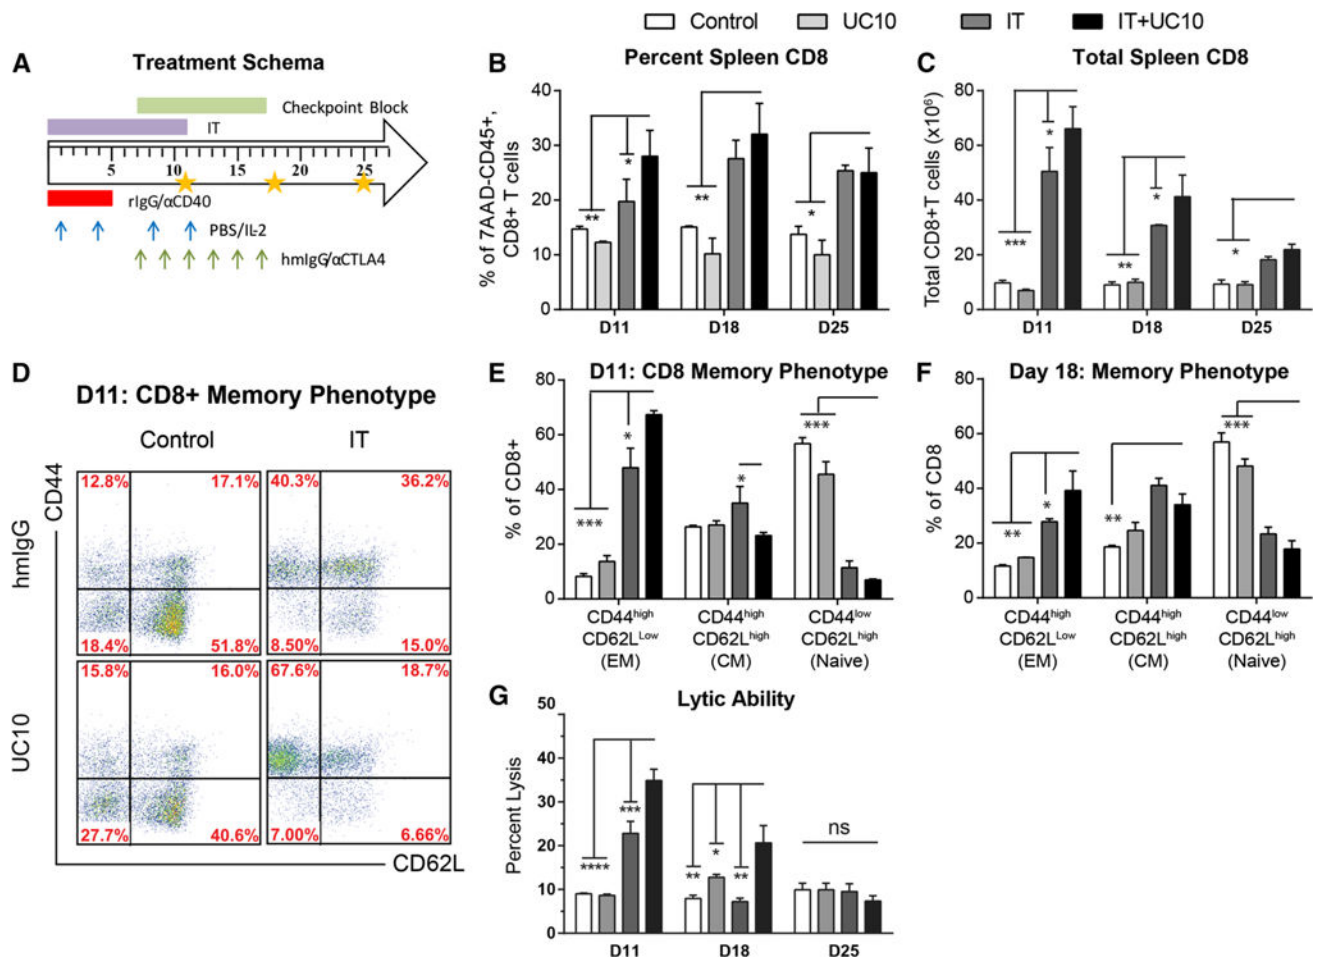 Control UC10 IT IT+UC10
A Treatment Schema
Checkpoint Block
IT
5 10 15 20 25
rIgG/αCD40
PBS/IL-2
hmIgG/αCTLA4
B Percent Spleen CD8
% of 7AAD-CD45+,
CD8+ T cells
40
30
20
10
0
** * ** *
D11 D18 D25
C Total Spleen CD8
Total CD8+T cells (x10⁶)
80
60
40
20
0
*** * ** * *
D11 D18 D25
D D11: CD8+ Memory Phenotype
Control IT
CD44
hmIgG
12.8% 17.1% 40.3% 36.2%
18.4% 51.8% 8.50% 15.0%
UC10
15.8% 16.0% 67.6% 18.7%
27.7% 40.6% 7.00% 6.66%
CD62L
E D11: CD8 Memory Phenotype
% of CD8+
80
60
40
20
0
*** * * ***
CD44high CD44high CD44low
CD62LLow CD62Lhigh CD62Lhigh
(EM) (CM) (Naive)
F Day 18: Memory Phenotype
% of CD8
80
60
40
20
0
** * ** ***
CD44high CD44high CD44low
CD62LLow CD62Lhigh CD62Lhigh
(EM) (CM) (Naive)
G Lytic Ability
Percent Lysis
50
40
30
20
10
0
**** *** ** * ** ns
D11 D18 D25